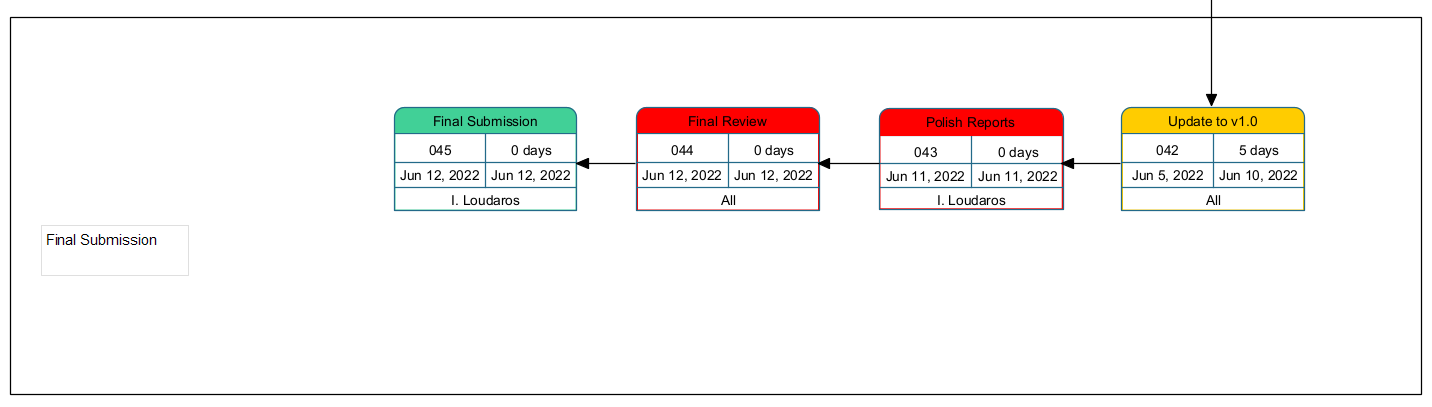 Final Submission
045 0 days
Jun 12, 2022 Jun 12, 2022
I. Loudaros
Final Review
044 0 days
Jun 12, 2022 Jun 12, 2022
All
Polish Reports
043 0 days
Jun 11, 2022 Jun 11, 2022
I. Loudaros
Update to v1.0
042 5 days
Jun 5, 2022 Jun 10, 2022
All
Final Submission